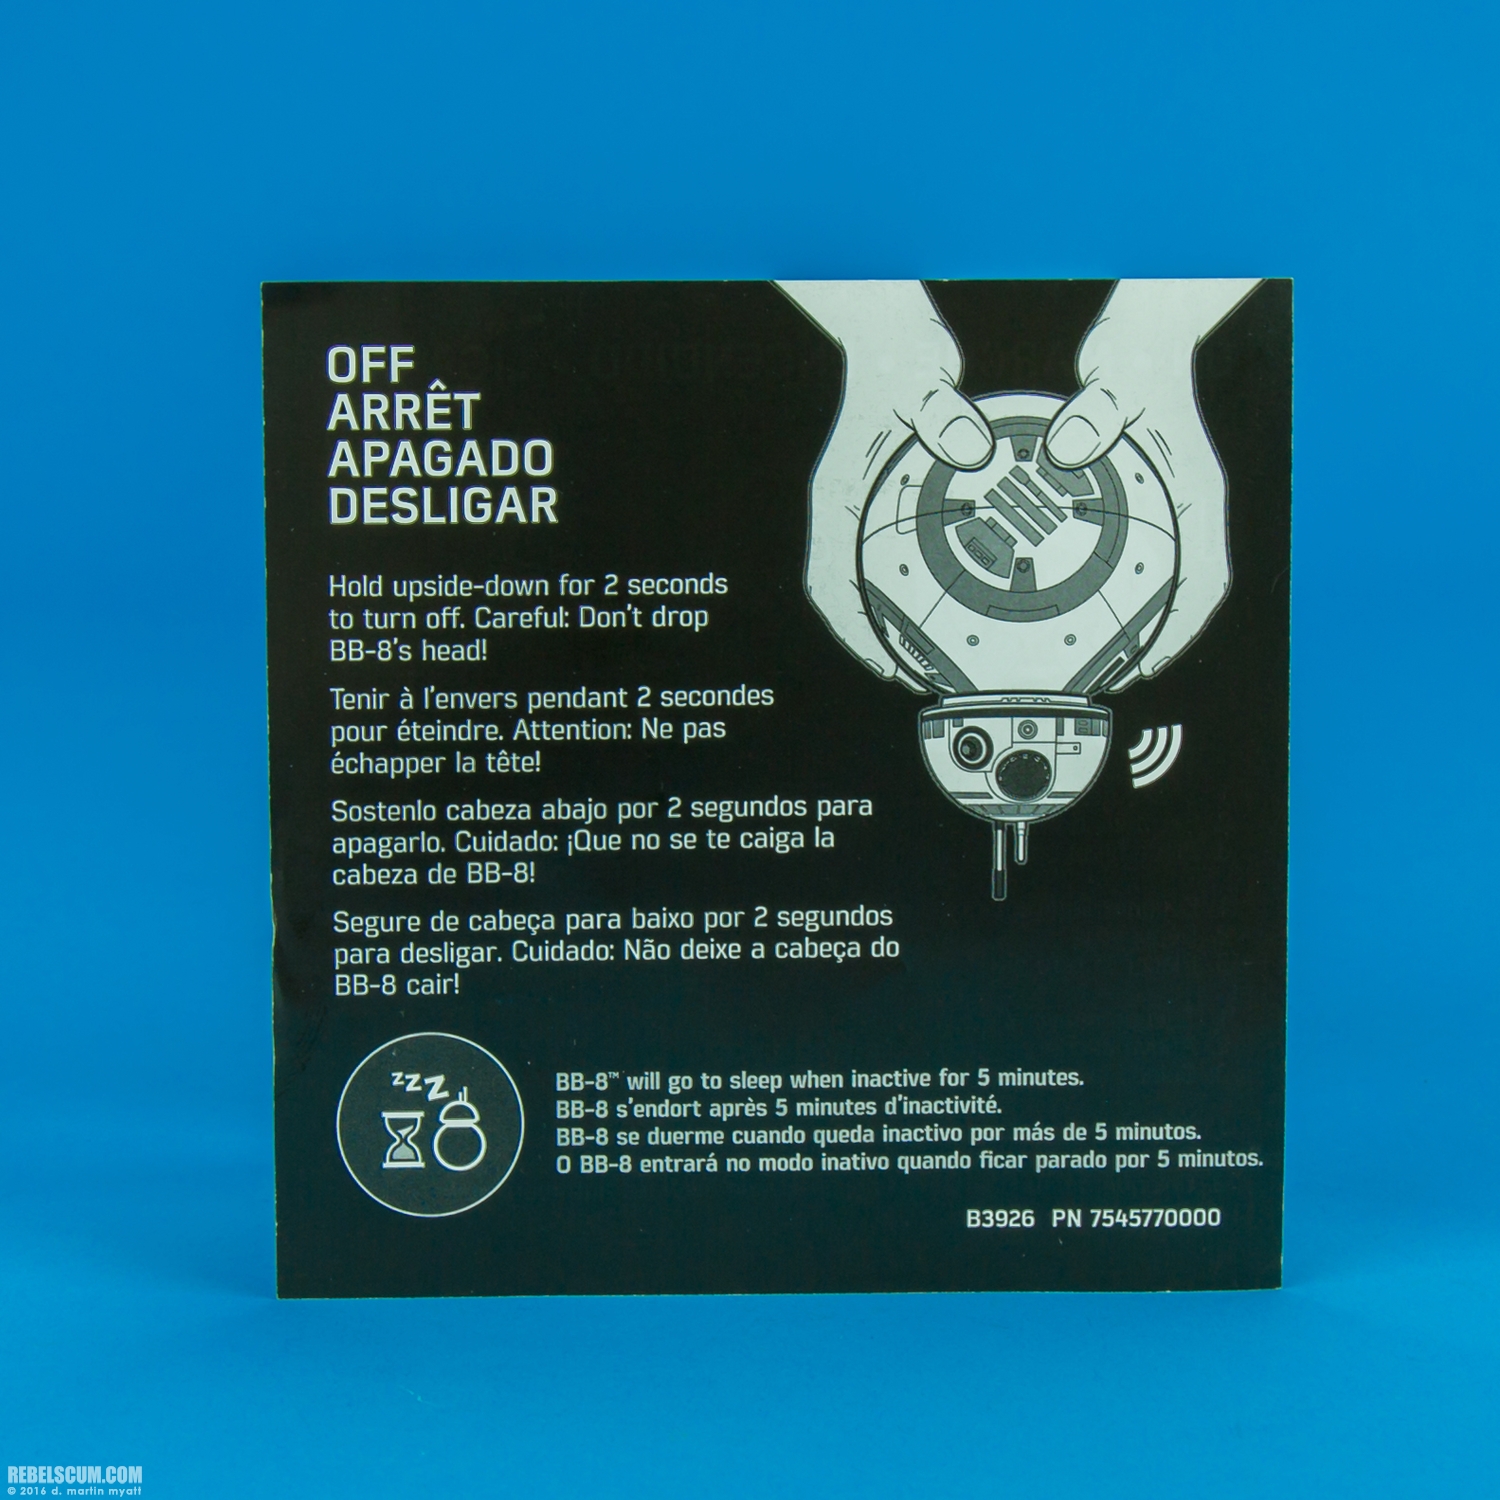 OFF
ARRÊT
APAGADO
DESLIGAR
Hold upside-down for 2 seconds
to turn off. Careful: Don't drop
BB-8's head!
Tenir à l'envers pendant 2 secondes
pour éteindre. Attention: Ne pas
échapper la tête!
Sostenlo cabeza abajo por 2 segundos para
apagarlo. Cuidado: ¡Que no se te caiga la
cabeza de BB-8!
Segure de cabeça para baixo por 2 segundos
para desligar. Cuidado: Não deixe a cabeça do
BB-8 cair!
zzZ
BB-8™ will go to sleep when inactive for 5 minutes.
BB-8 s'endort après 5 minutes d'inactivité.
BB-8 se duerme cuando queda inactivo por más de 5 minutos.
O BB-8 entrará no modo inativo quando ficar parado por 5 minutos.
B3926 PN 7545770000
REBELSCUM.COM
© 2016 d. martin myatt